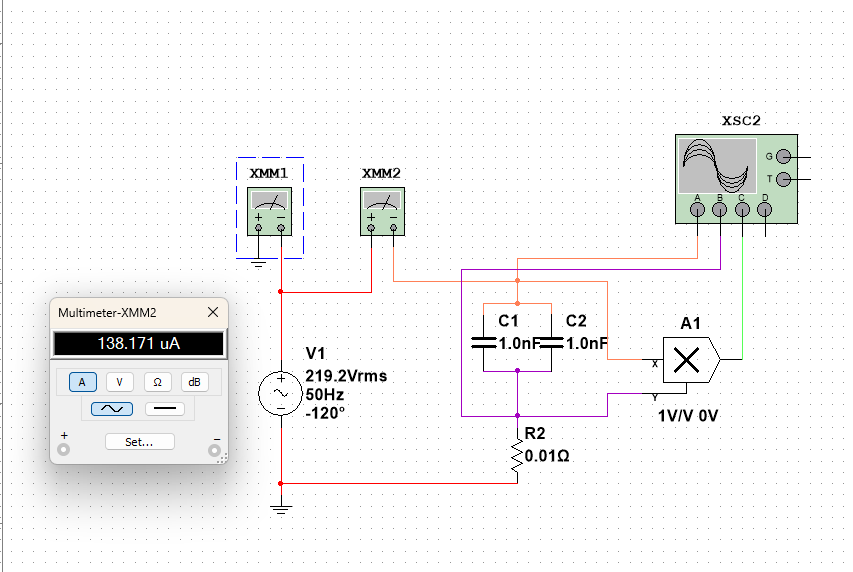 XSC2
G
T
A B C D
XMM1
XMM2
+ −
+ −
Multimeter-XMM2
138.171 uA
A V Ω dB
+ Set... −
V1
219.2Vrms
50Hz
-120°
+
−
C1
1.0nF
C2
1.0nF
A1
X
Y
1V/V 0V
R2
0.01Ω